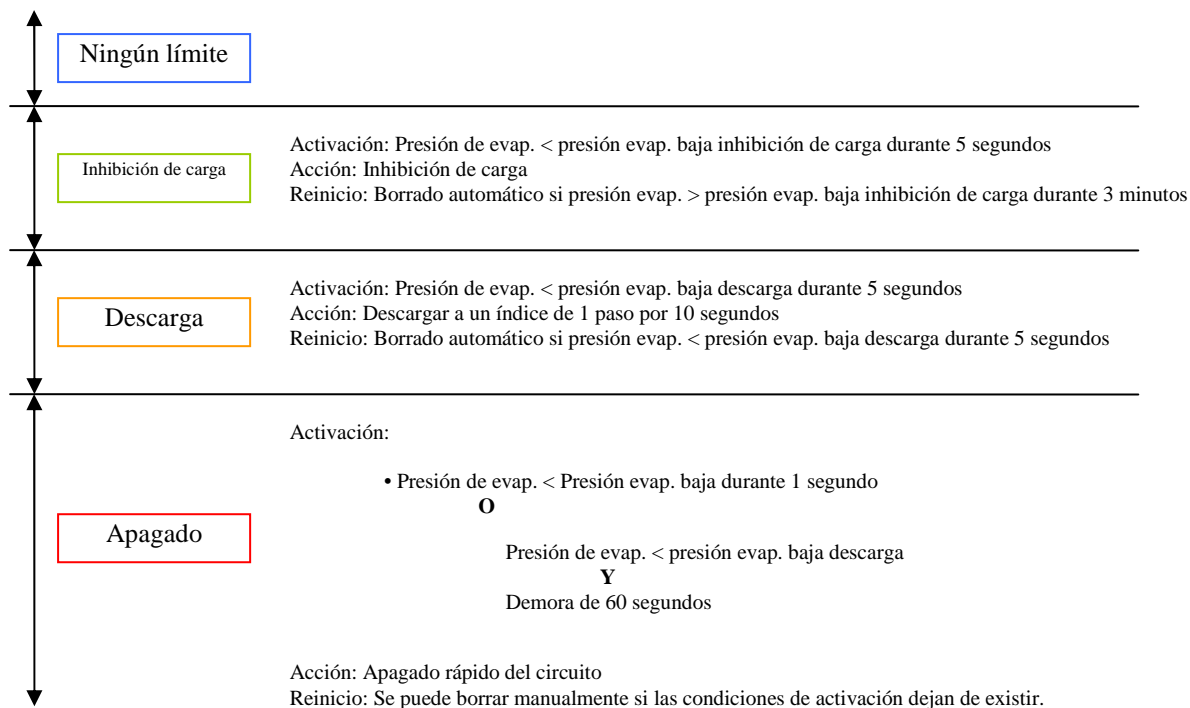 Ningún límite
Inhibición de carga
Activación: Presión de evap. < presión evap. baja inhibición de carga durante 5 segundos
Acción: Inhibición de carga
Reinicio: Borrado automático si presión evap. > presión evap. baja inhibición de carga durante 3 minutos
Descarga
Activación: Presión de evap. < presión evap. baja descarga durante 5 segundos
Acción: Descargar a un índice de 1 paso por 10 segundos
Reinicio: Borrado automático si presión evap. < presión evap. baja descarga durante 5 segundos
Apagado
Activación:
• Presión de evap. < Presión evap. baja durante 1 segundo
O
Presión de evap. < presión evap. baja descarga
Y
Demora de 60 segundos
Acción: Apagado rápido del circuito
Reinicio: Se puede borrar manualmente si las condiciones de activación dejan de existir.